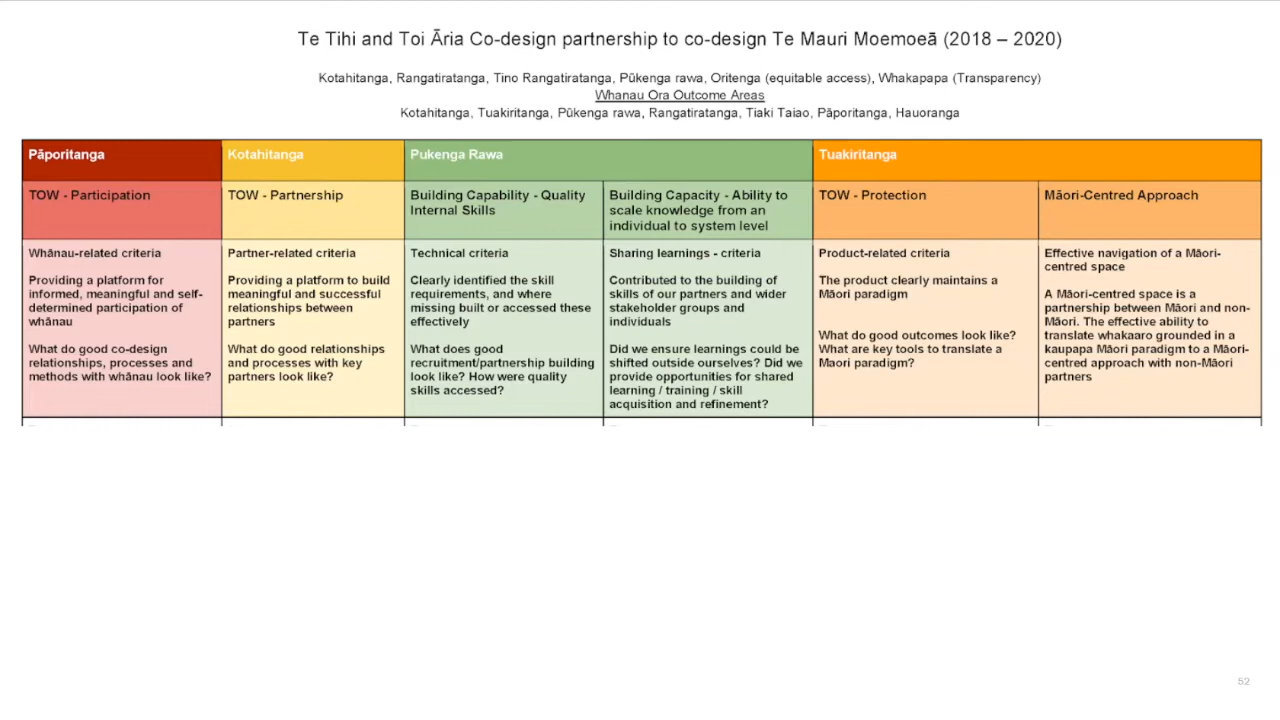 Te Tihi and Toi Āria Co-design partnership to co-design Te Mauri Moemoeā (2018 – 2020)
Kotahitanga, Rangatiratanga, Tino Rangatiratanga, Pūkenga rawa, Oritenga (equitable access), Whakapapa (Transparency)
Whanau Ora Outcome Areas
Kotahitanga, Tuakiritanga, Pūkenga rawa, Rangatiratanga, Tiaki Taiao, Pāporitanga, Hauoranga
Pāporitanga
Kotahitanga
Pukenga Rawa
Tuakiritanga
TOW - Participation
TOW - Partnership
Building Capability - Quality
Internal Skills
Building Capacity - Ability to
scale knowledge from an
individual to system level
TOW - Protection
Māori-Centred Approach
Whānau-related criteria
Providing a platform for
informed, meaningful and self-
determined participation of
whānau
What do good co-design
relationships, processes and
methods with whānau look like?
Partner-related criteria
Providing a platform to build
meaningful and successful
relationships between
partners
What do good relationships
and processes with key
partners look like?
Technical criteria
Clearly identified the skill
requirements, and where
missing built or accessed these
effectively
What does good
recruitment/partnership building
look like? How were quality
skills accessed?
Sharing learnings - criteria
Contributed to the building of
skills of our partners and wider
stakeholder groups and
individuals
Did we ensure learnings could be
shifted outside ourselves? Did we
provide opportunities for shared
learning / training / skill
acquisition and refinement?
Product-related criteria
The product clearly maintains a
Māori paradigm
What do good outcomes look like?
What are key tools to translate a
Maori paradigm?
Effective navigation of a Māori-
centred space
A Māori-centred space is a
partnership between Māori and non-
Māori. The effective ability to
translate whakaaro grounded in a
kaupapa Māori paradigm to a Māori-
centred approach with non-Māori
partners
52